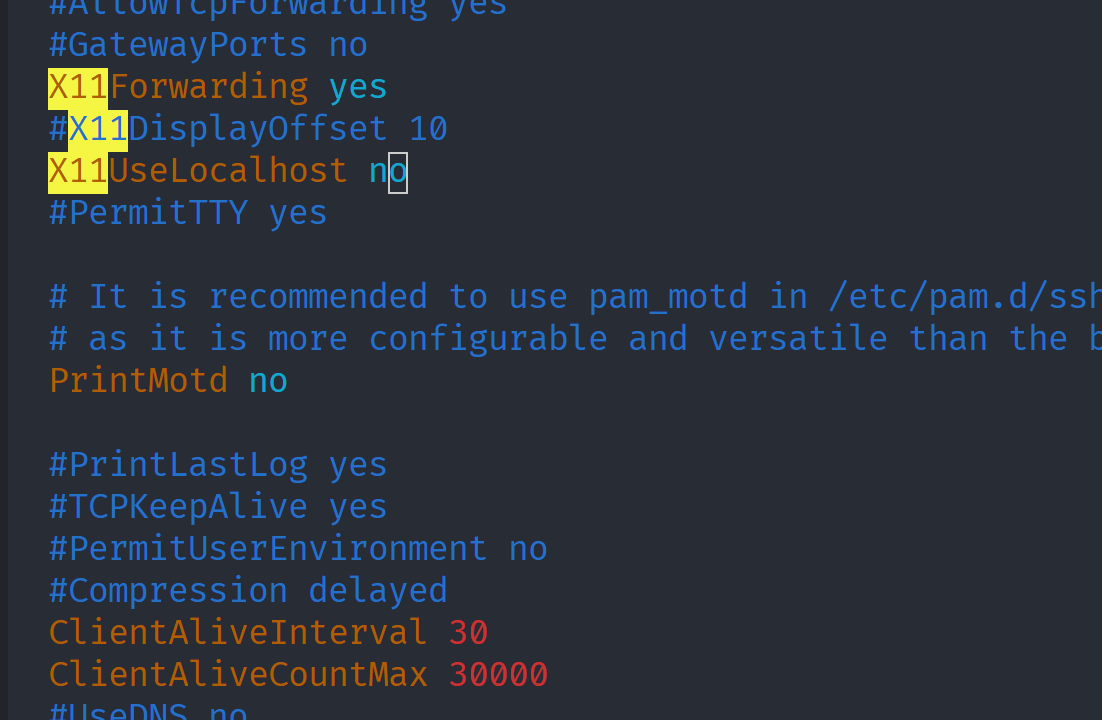 #AllowTcpForwarding yes
#GatewayPorts no
X11Forwarding yes
#X11DisplayOffset 10
X11UseLocalhost no
#PermitTTY yes
# It is recommended to use pam_motd in /etc/pam.d/ssh
# as it is more configurable and versatile than the b
PrintMotd no
#PrintLastLog yes
#TCPKeepAlive yes
#PermitUserEnvironment no
#Compression delayed
ClientAliveInterval 30
ClientAliveCountMax 30000
#UseDNS no